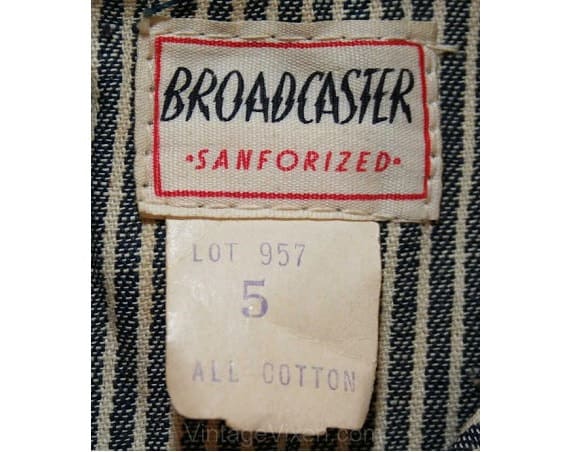 BROADCASTER
•SANFORIZED•
LOT 957
5
ALL COTTON
VintageVixen.com